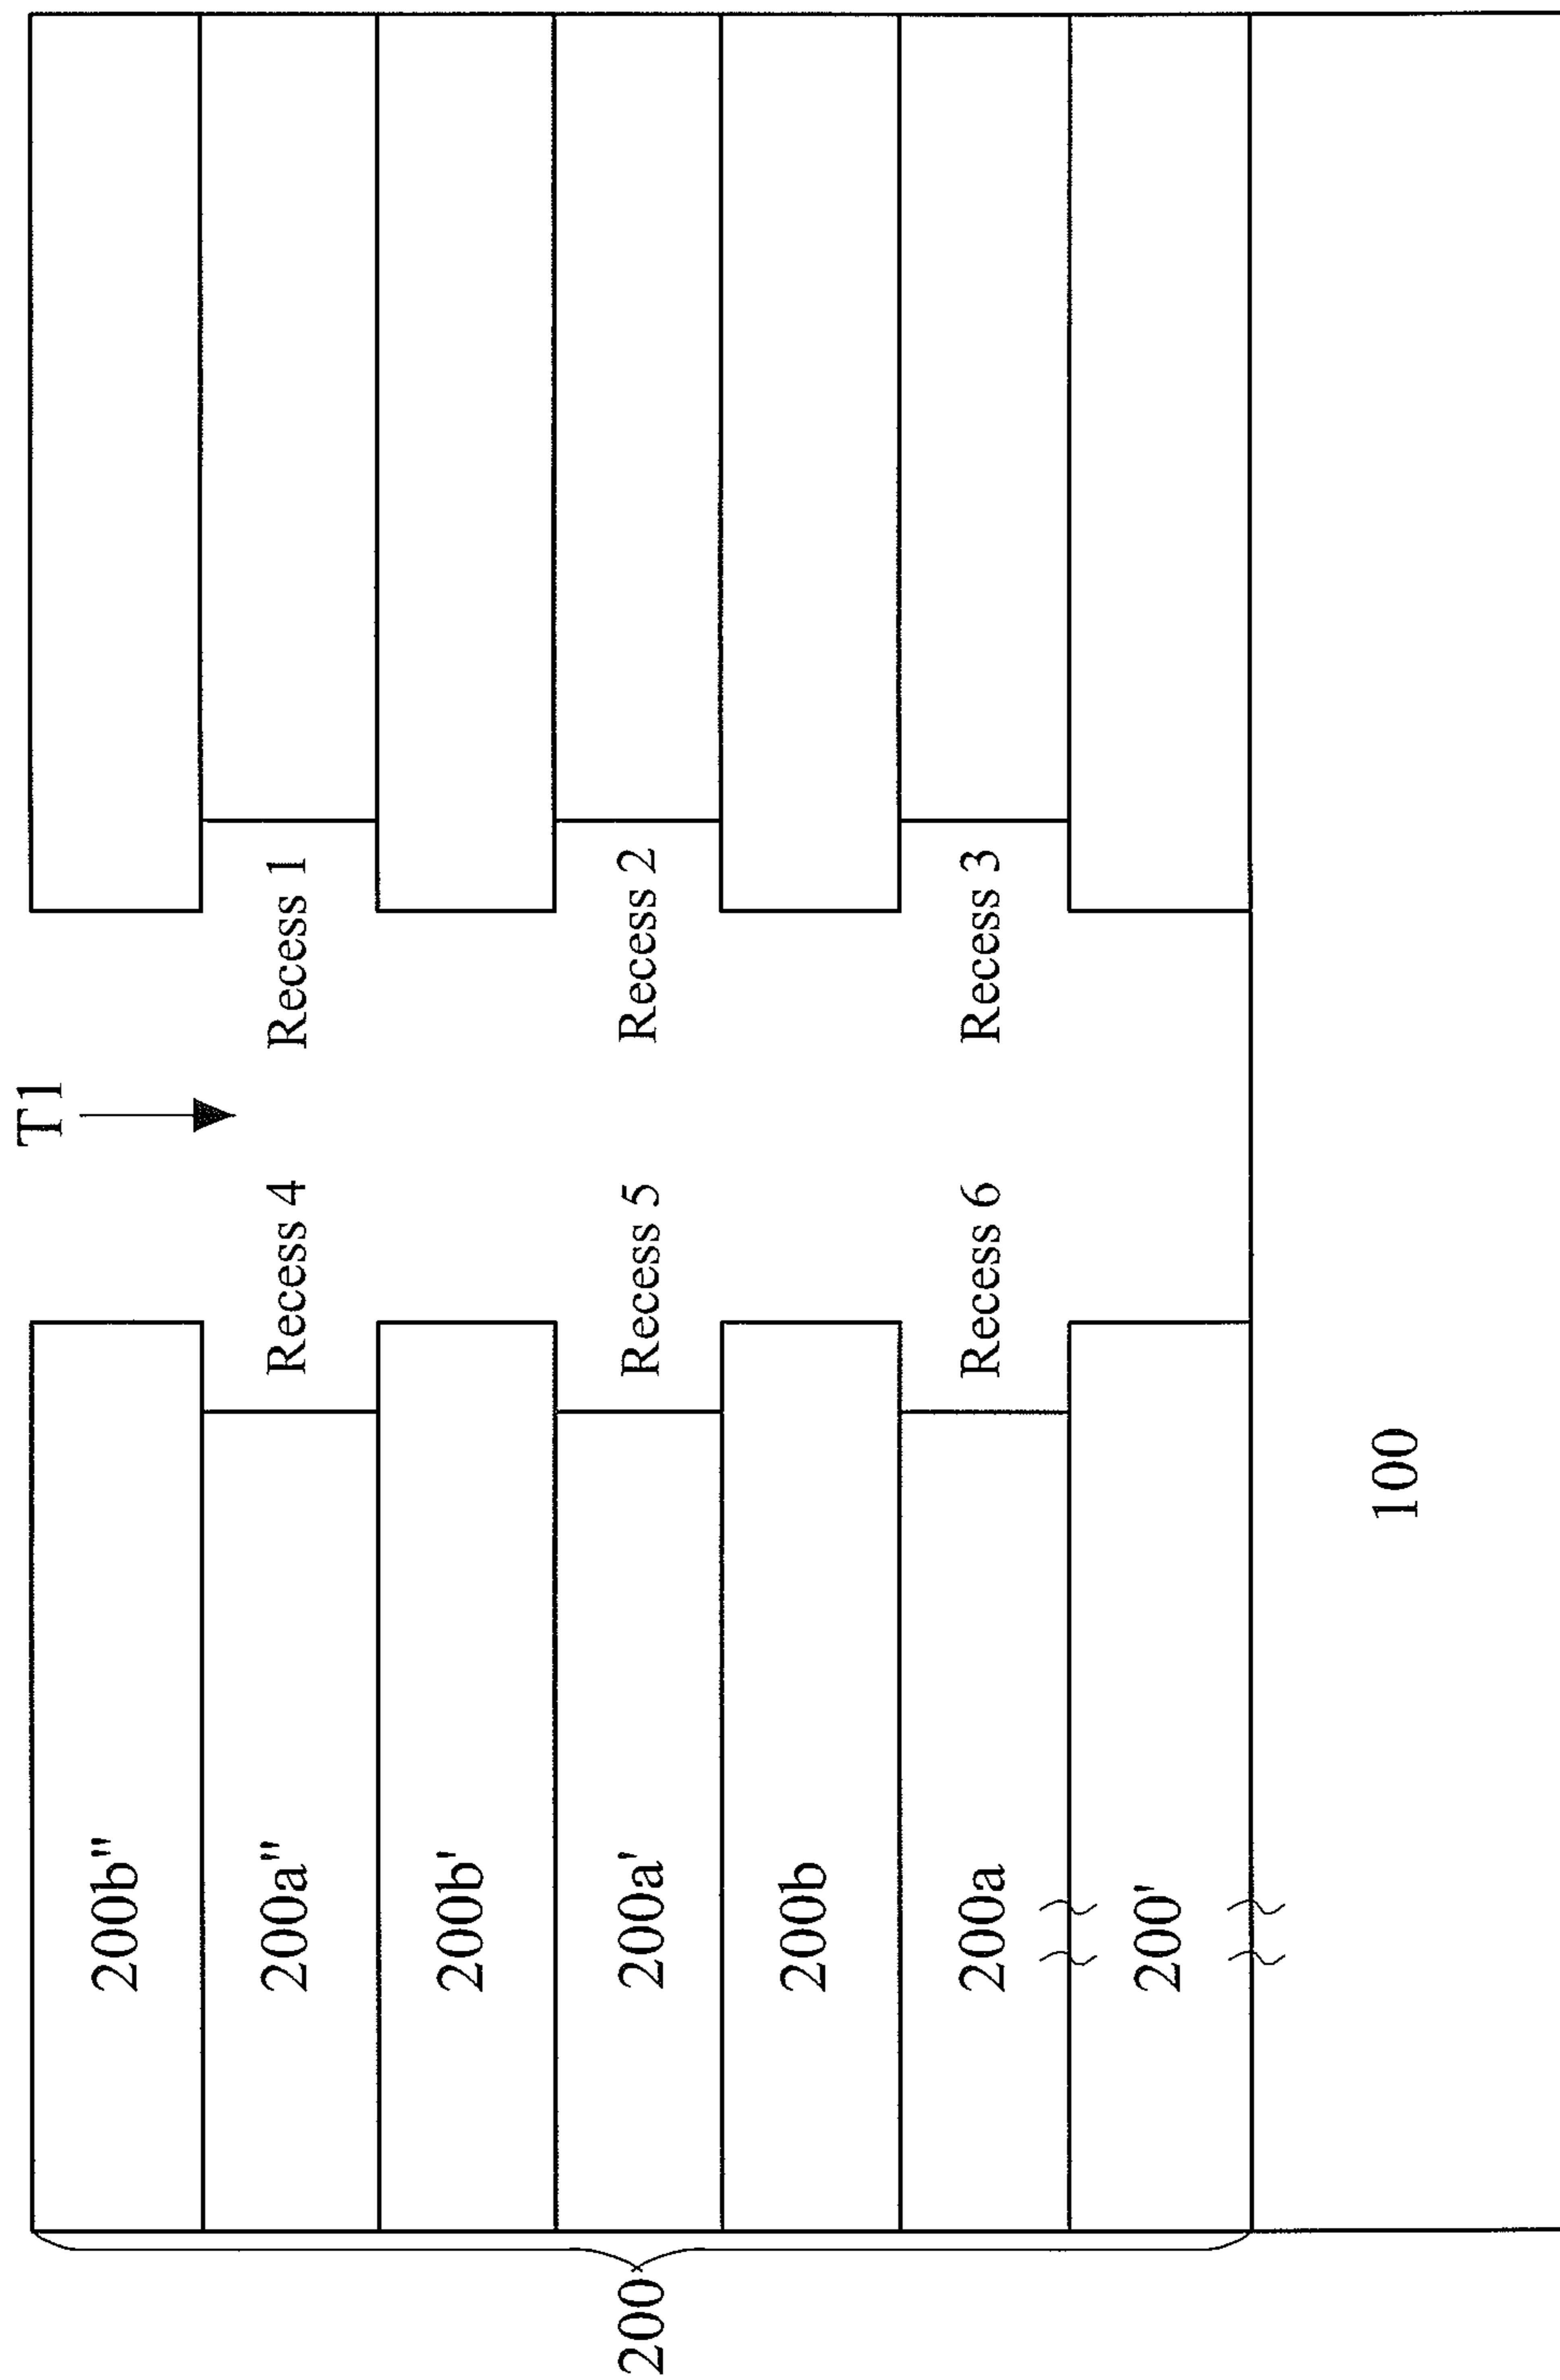 T1
200b"
200a"
Recess 4
Recess 1
200b'
200
200a'
Recess 5
Recess 2
200b
200a
Recess 6
Recess 3
200'
100